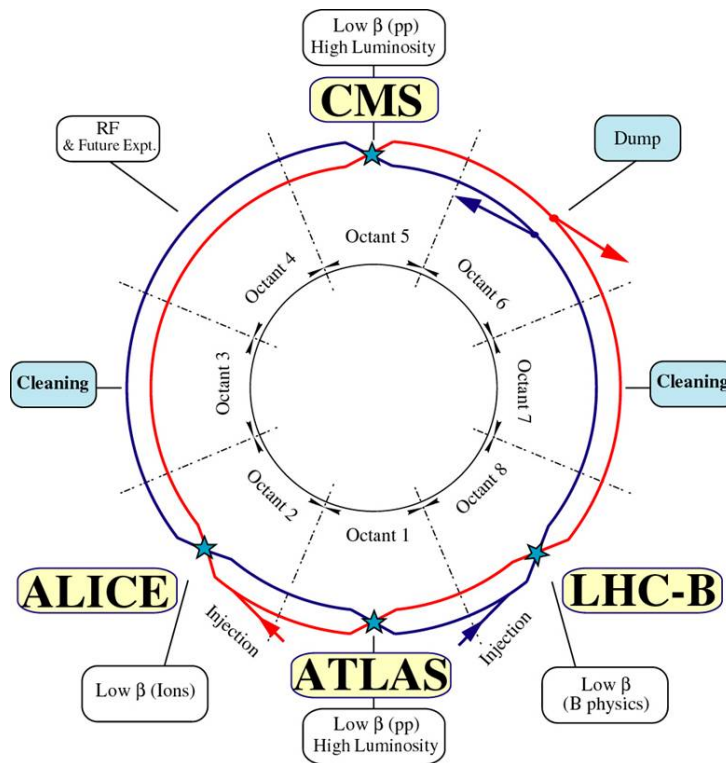 Low β (pp)
High Luminosity
CMS
RF
& Future Expt.
Dump
Octant 5
Octant 4
Octant 6
Cleaning
Octant 3
Octant 7
Cleaning
Octant 2
Octant 8
Octant 1
ALICE
LHC-B
Injection
Injection
ATLAS
Low β (Ions)
Low β
(B physics)
Low β (pp)
High Luminosity